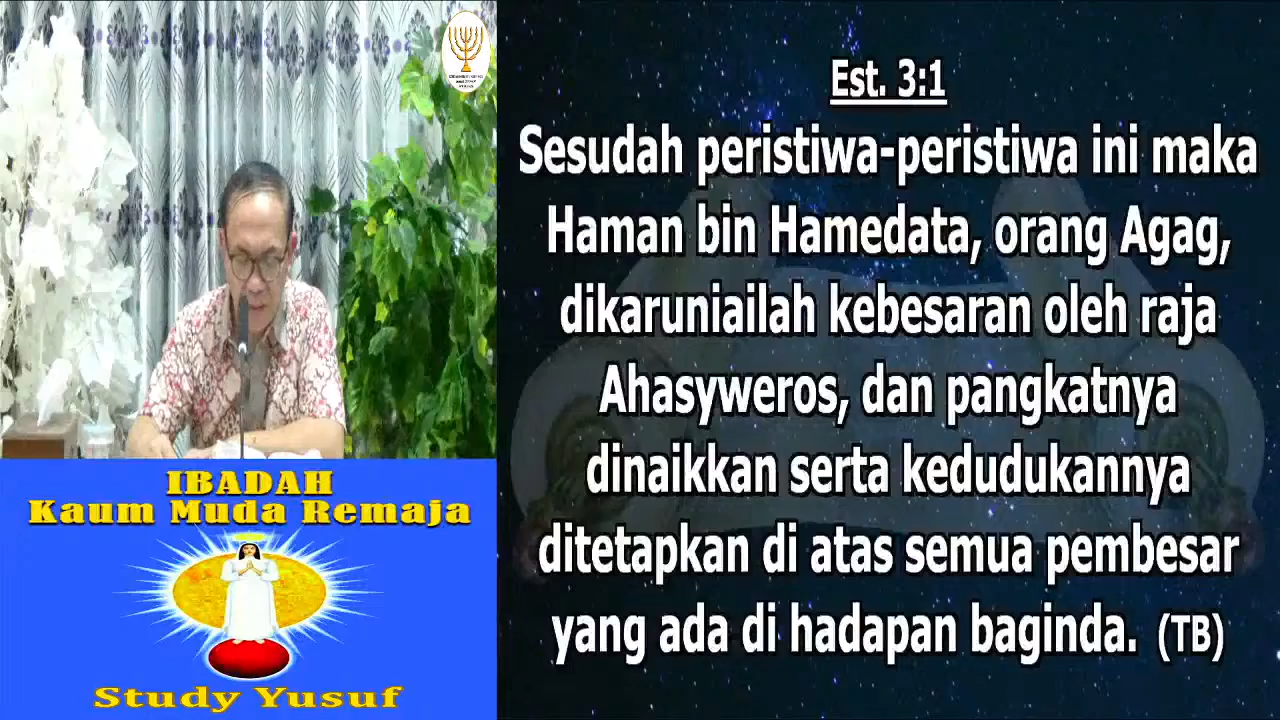 Est. 3:1
Sesudah peristiwa-peristiwa ini maka
Haman bin Hamedata, orang Agag,
dikaruniailah kebesaran oleh raja
Ahasyweros, dan pangkatnya
dinaikkan serta kedudukannya
ditetapkan di atas semua pembesar
yang ada di hadapan baginda. (TB)
IBADAH
Kaum Muda Remaja
Study Yusuf